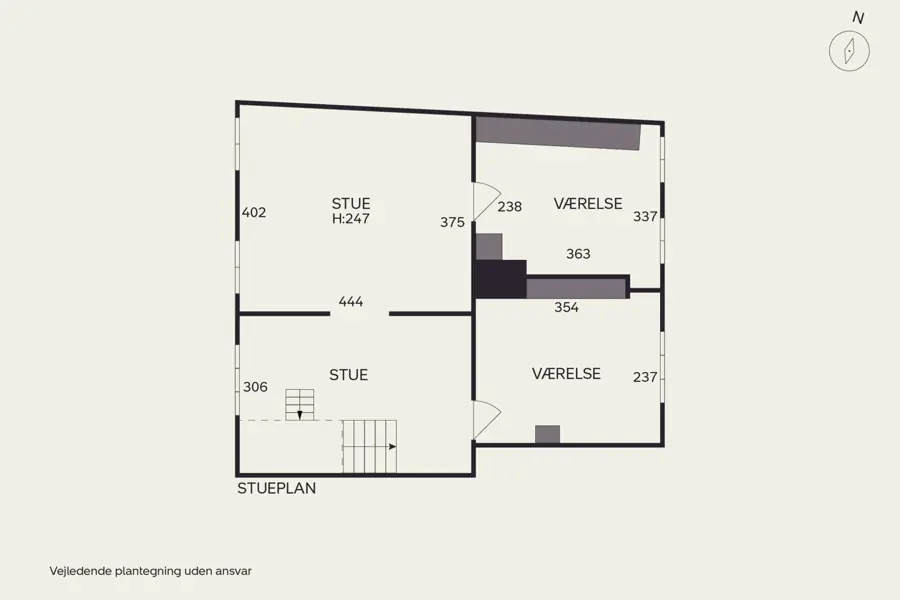 N
STUE
H:247
402
375
238
VÆRELSE
337
363
444
354
STUE
VÆRELSE
306
237
STUEPLAN
Vejledende plantegning uden ansvar